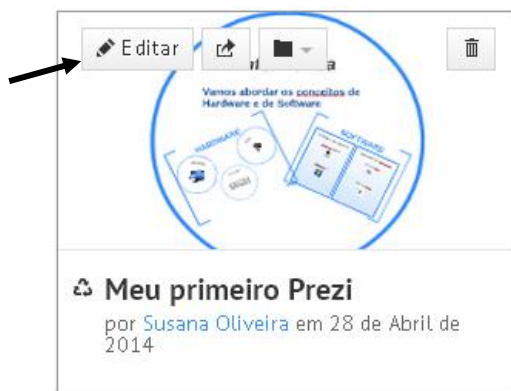 Editar
Vamos abordar os conceitos de
Hardware e de Software
HARDWARE
SOFTWARE
Meu primeiro Prezi
por Susana Oliveira em 28 de Abril de
2014